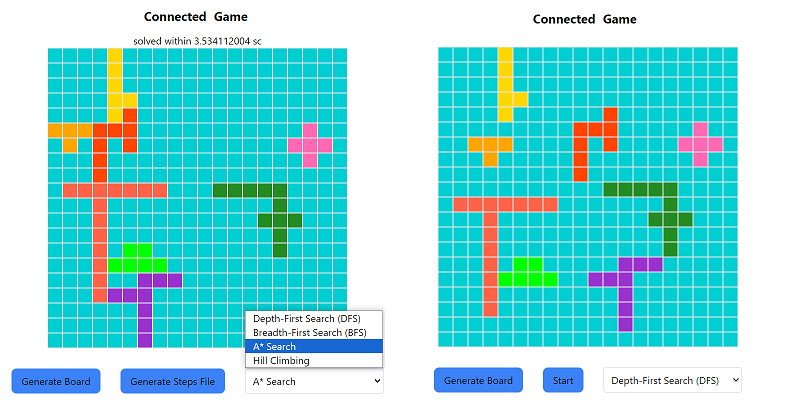 Connected Game
solved within 3.534112004 sc
Depth-First Search (DFS)
Breadth-First Search (BFS)
A* Search
Hill Climbing
Generate Board
Generate Steps File
A* Search
Connected Game
Generate Board
Start
Depth-First Search (DFS)